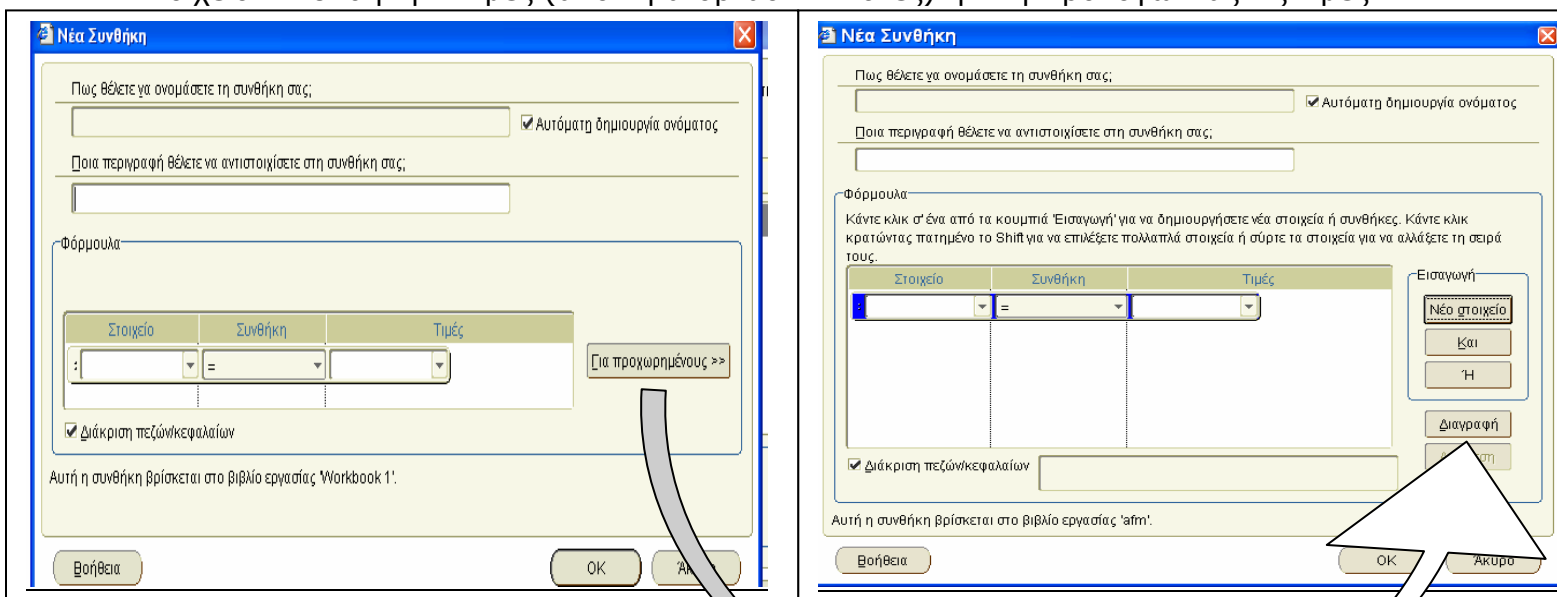 Νέα Συνθήκη
Πως θέλετε να ονομάσετε τη συνθήκη σας;
Αυτόματη δημιουργία ονόματος
Ποια περιγραφή θέλετε να αντιστοιχίσετε στη συνθήκη σας;
Φόρμουλα
Στοιχείο Συνθήκη Τιμές
: =
Για προχωρημένους >>
Διάκριση πεζών/κεφαλαίων
Αυτή η συνθήκη βρίσκεται στο βιβλίο εργασίας 'Workbook 1'.
Βοήθεια OK
Νέα Συνθήκη
Πως θέλετε να ονομάσετε τη συνθήκη σας;
Αυτόματη δημιουργία ονόματος
Ποια περιγραφή θέλετε να αντιστοιχίσετε στη συνθήκη σας;
Φόρμουλα
Κάντε κλικ σ' ένα από τα κουμπιά 'Εισαγωγή' για να δημιουργήσετε νέα στοιχεία ή συνθήκες. Κάντε κλικ
κρατώντας πατημένο το Shift για να επιλέξετε πολλαπλά στοιχεία ή σύρτε τα στοιχεία για να αλλάξετε τη σειρά
τους.
Στοιχείο Συνθήκη Τιμές
: =
Εισαγωγή
Νέο στοιχείο
Και
Ή
Διαγραφή
Διάκριση πεζών/κεφαλαίων
Αυτή η συνθήκη βρίσκεται στο βιβλίο εργασίας 'afm'.
Βοήθεια OK Άκυρο